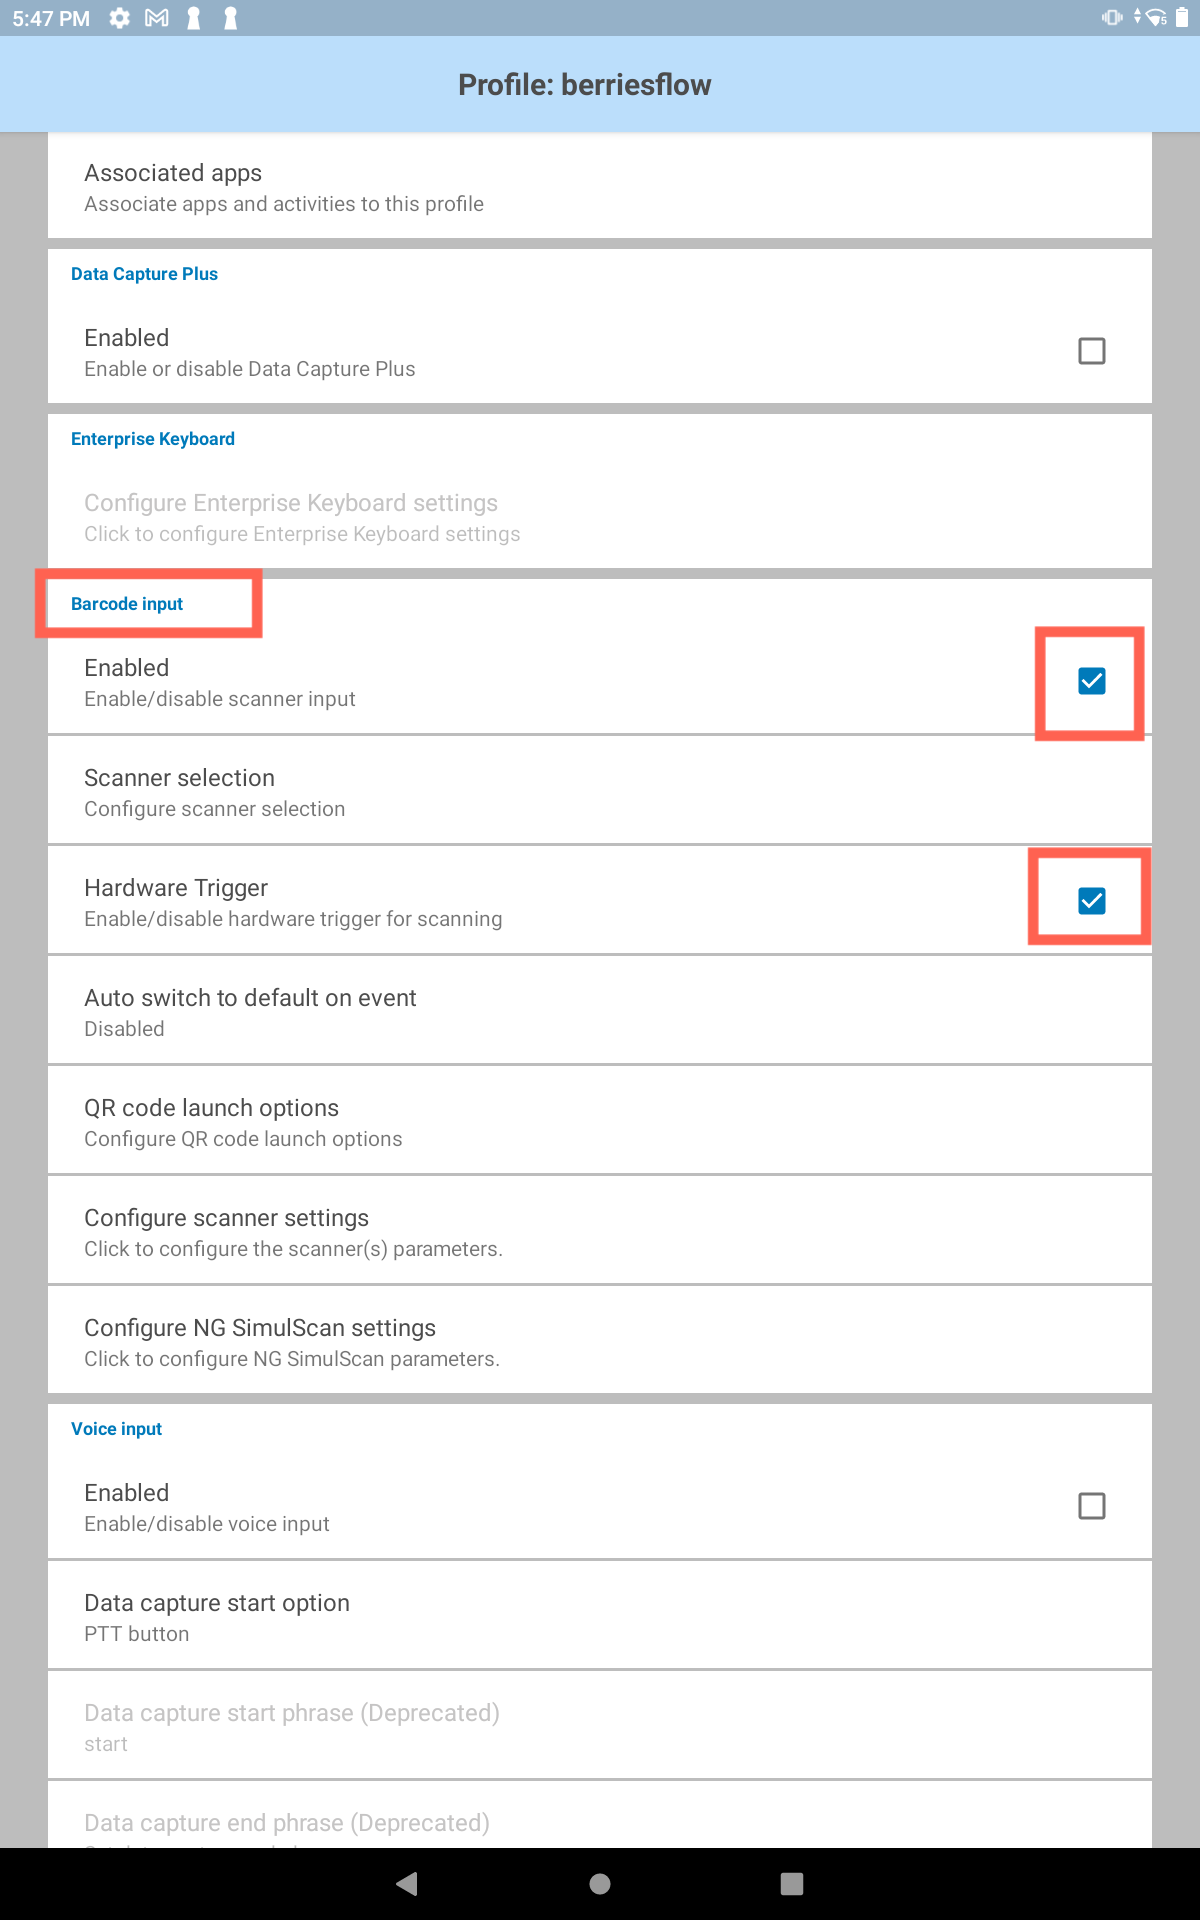 5:47 PM
5
Profile: berriesflow
Associated apps
Associate apps and activities to this profile
Data Capture Plus
Enabled
Enable or disable Data Capture Plus
Enterprise Keyboard
Configure Enterprise Keyboard settings
Click to configure Enterprise Keyboard settings
Barcode input
Enabled
Enable/disable scanner input
Scanner selection
Configure scanner selection
Hardware Trigger
Enable/disable hardware trigger for scanning
Auto switch to default on event
Disabled
QR code launch options
Configure QR code launch options
Configure scanner settings
Click to configure the scanner(s) parameters.
Configure NG SimulScan settings
Click to configure NG SimulScan parameters.
Voice input
Enabled
Enable/disable voice input
Data capture start option
PTT button
Data capture start phrase (Deprecated)
start
Data capture end phrase (Deprecated)